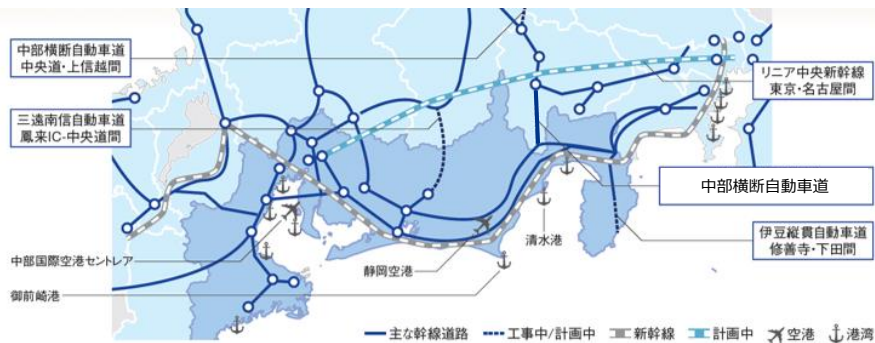 中部横断自動車道
中央道・上信越間
三遠南信自動車道
鳳来IC-中央道間
リニア中央新幹線
東京・名古屋間
中部横断自動車道
伊豆縦貫自動車道
修善寺・下田間
清水港
静岡空港
中部国際空港セントレア
御前崎港
主な幹線道路 工事中/計画中 新幹線 計画中 空港 港湾